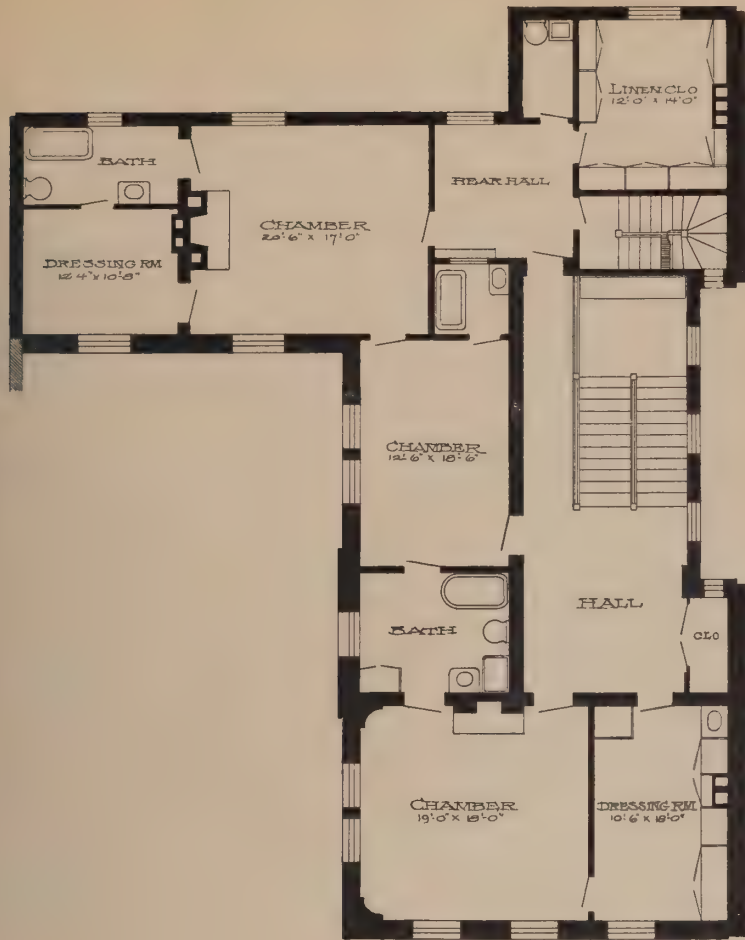 LINEN CLO
12'-0" X 14'-0"
BATH
REAR HALL
CHAMBER
20'-6" X 17'-0"
DRESSING RM
12'-4" X 10'-8"
CHAMBER
12'-6" X 18'-6"
HALL
BATH
CLO
CHAMBER
19'-0" X 18'-0"
DRESSING RM
10'-6" X 18'-0"